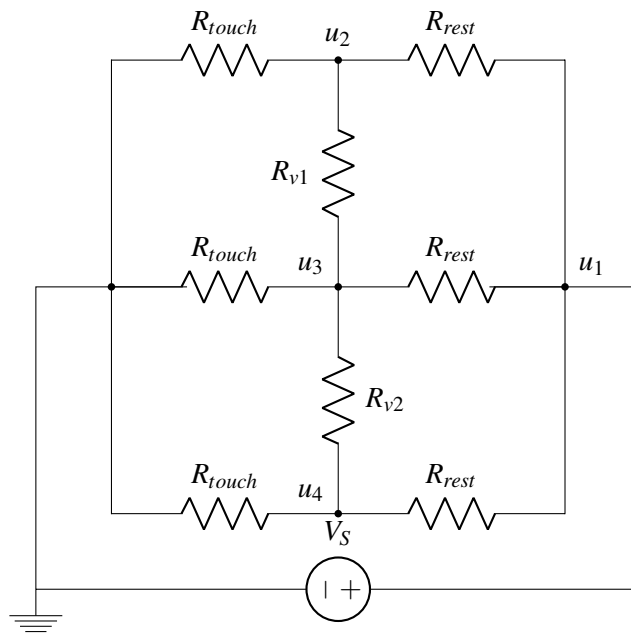 R_touch u_2 R_rest
R_v1
R_touch u_3 R_rest u_1
R_v2
R_touch u_4 R_rest
V_S
− +